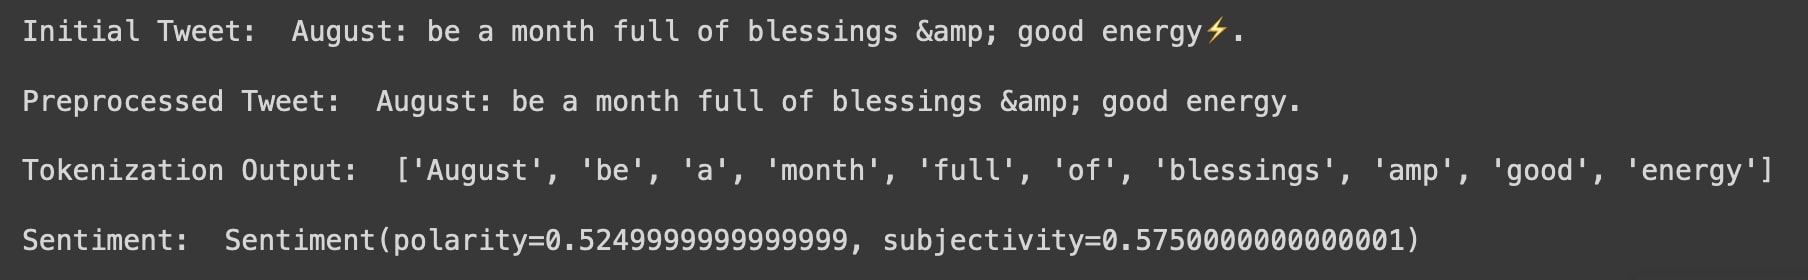 Initial Tweet:  August: be a month full of blessings &amp; good energy⚡.
Preprocessed Tweet:  August: be a month full of blessings &amp; good energy.
Tokenization Output:  ['August', 'be', 'a', 'month', 'full', 'of', 'blessings', 'amp', 'good', 'energy']
Sentiment:  Sentiment(polarity=0.5249999999999999, subjectivity=0.5750000000000001)